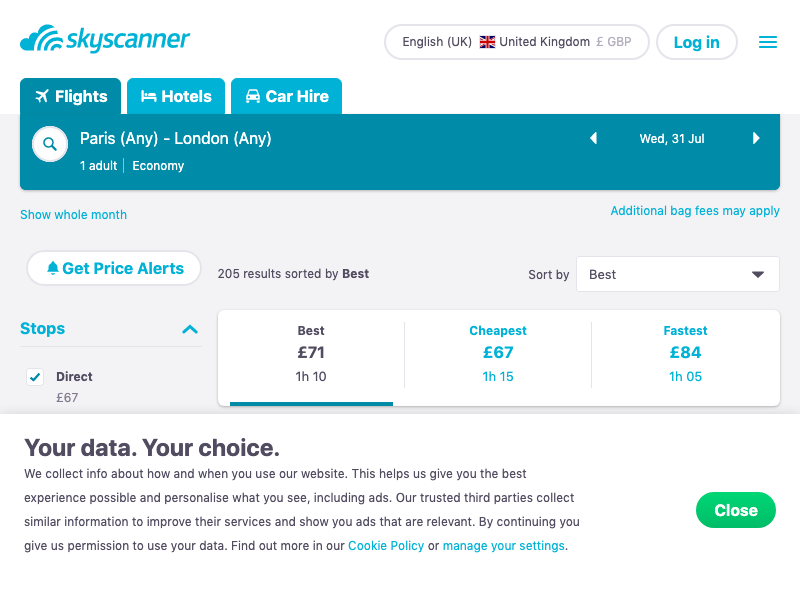 skyscanner
English (UK) United Kingdom £ GBP
Log in
Flights
Hotels
Car Hire
Paris (Any) - London (Any)
1 adult Economy
Wed, 31 Jul
Show whole month
Additional bag fees may apply
Get Price Alerts
205 results sorted by Best
Sort by
Best
Stops
Direct
£67
Best
£71
1h 10
Cheapest
£67
1h 15
Fastest
£84
1h 05
Your data. Your choice.
We collect info about how and when you use our website. This helps us give you the best
experience possible and personalise what you see, including ads. Our trusted third parties collect
similar information to improve their services and show you ads that are relevant. By continuing you
give us permission to use your data. Find out more in our Cookie Policy or manage your settings.
Close